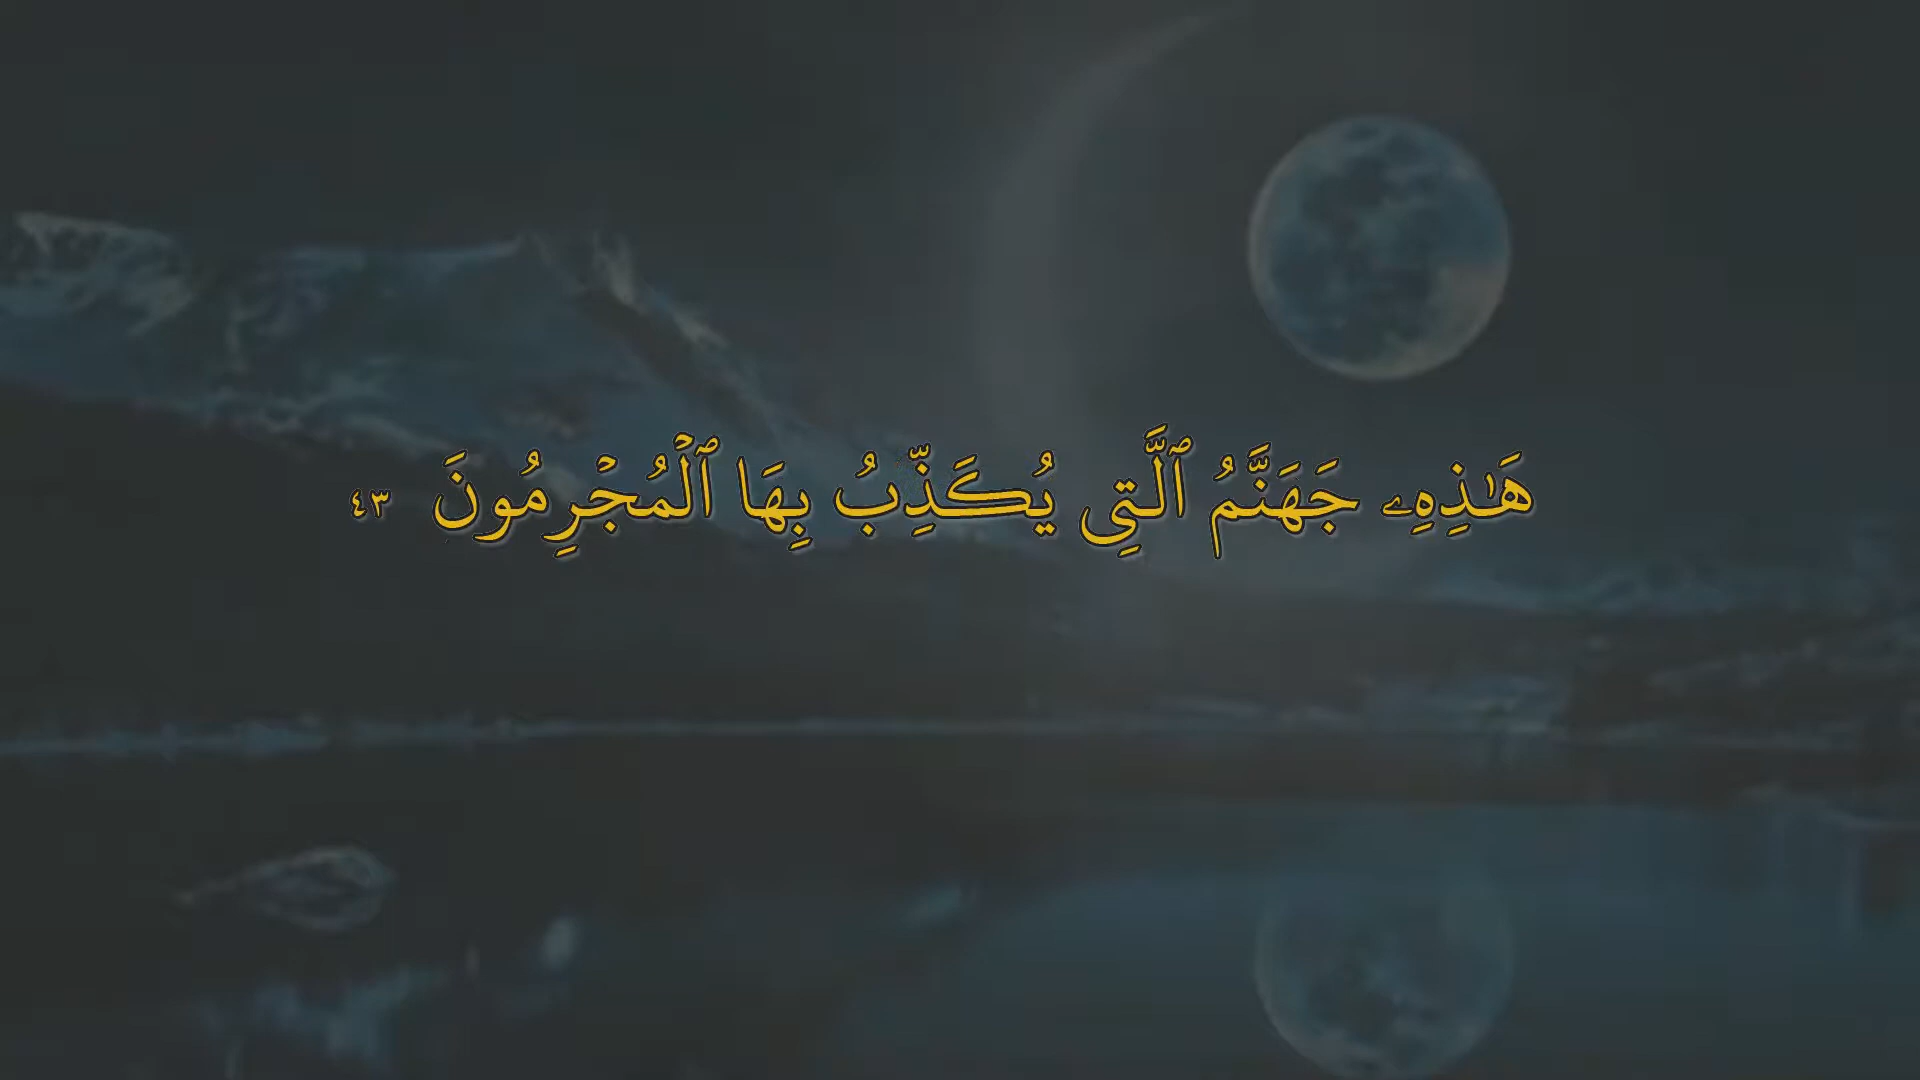 هَـٰذِهِۦ جَهَنَّمُ ٱلَّتِى يُكَذِّبُ بِهَا ٱلْمُجْرِمُونَ ٤٣